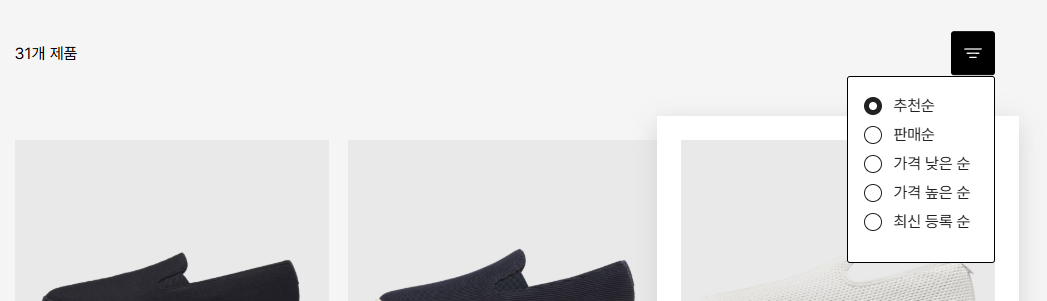 31개 제품
추천순
판매순
가격 낮은 순
가격 높은 순
최신 등록 순